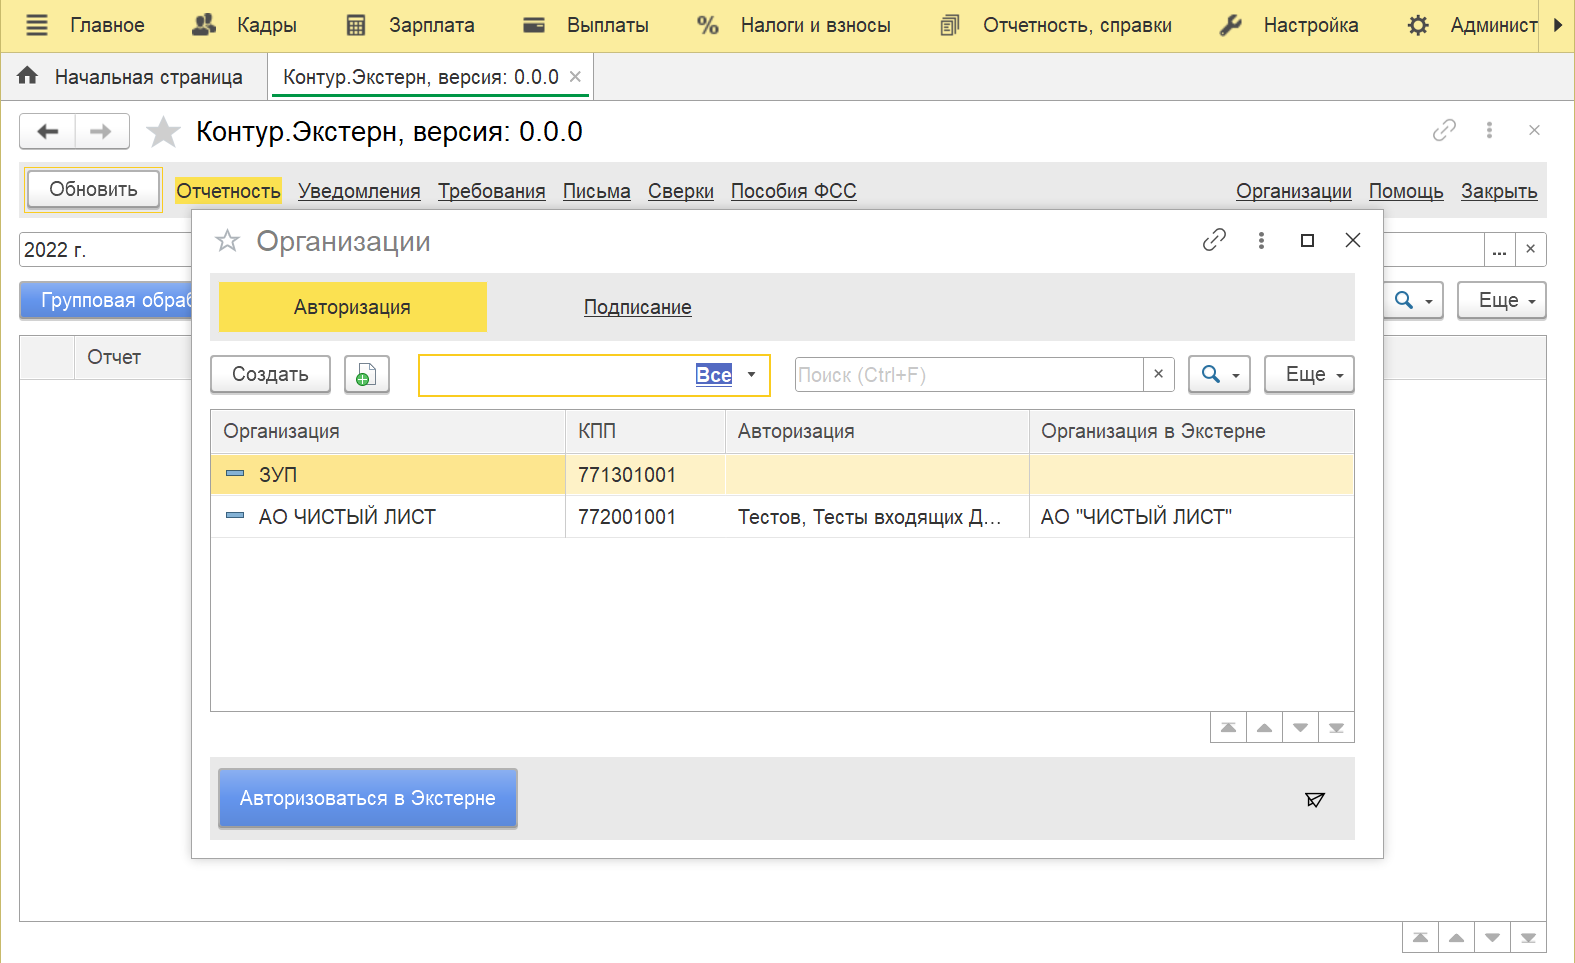 Главное Кадры Зарплата Выплаты Налоги и взносы Отчетность, справки Настройка Админист
Начальная страница Контур.Экстерн, версия: 0.0.0
Контур.Экстерн, версия: 0.0.0
Обновить Отчетность Уведомления Требования Письма Сверки Пособия ФСС Организации Помощь Закрыть
2022 г. ...
Групповая обраб Еще
Отчет
Организации
Авторизация Подписание
Создать Все Поиск (Ctrl+F) Еще
Организация КПП Авторизация Организация в Экстерне
ЗУП 771301001
АО ЧИСТЫЙ ЛИСТ 772001001 Тестов, Тесты входящих Д... АО "ЧИСТЫЙ ЛИСТ"
Авторизоваться в Экстерне